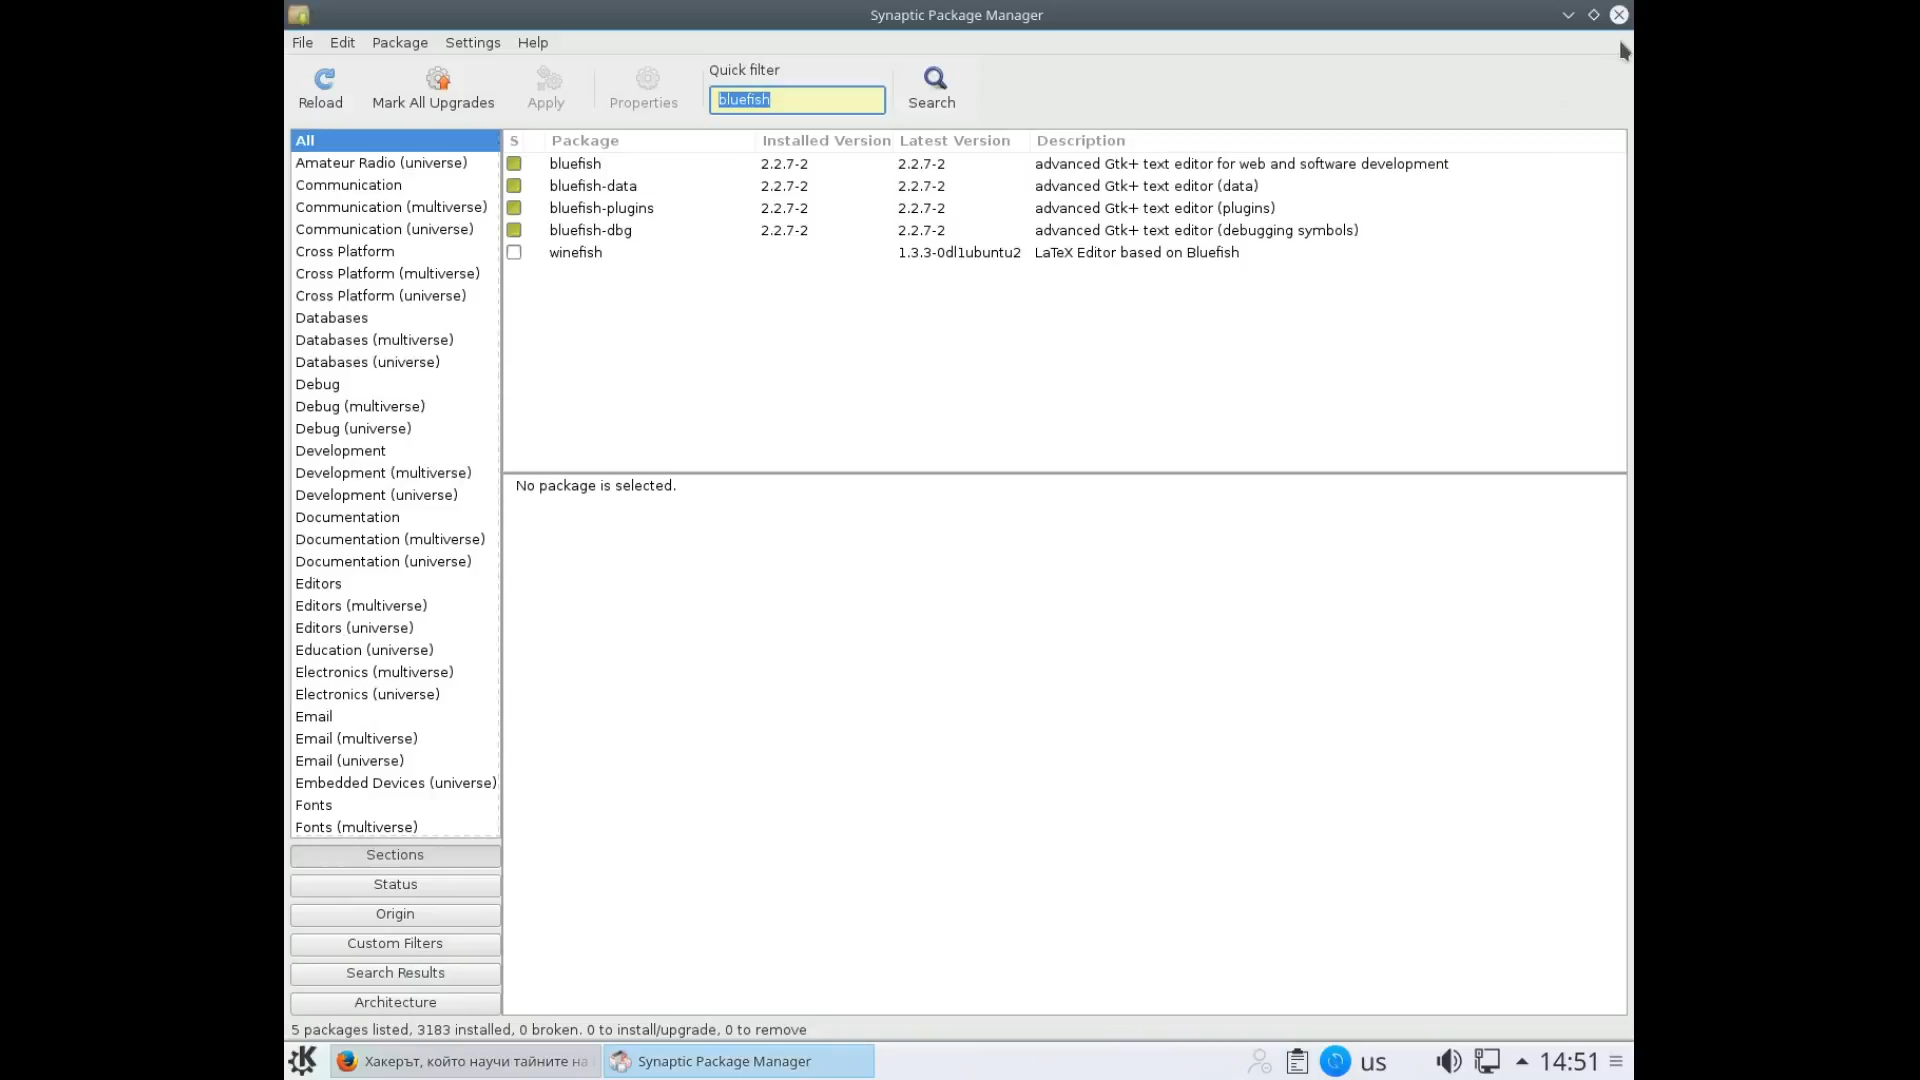 Synaptic Package Manager
File Edit Package Settings Help
Quick filter
Reload Mark All Upgrades Apply Properties bluefish Search
All
Amateur Radio (universe)
Communication
Communication (multiverse)
Communication (universe)
Cross Platform
Cross Platform (multiverse)
Cross Platform (universe)
Databases
Databases (multiverse)
Databases (universe)
Debug
Debug (multiverse)
Debug (universe)
Development
Development (multiverse)
Development (universe)
Documentation
Documentation (multiverse)
Documentation (universe)
Editors
Editors (multiverse)
Editors (universe)
Education (universe)
Electronics (multiverse)
Electronics (universe)
Email
Email (multiverse)
Email (universe)
Embedded Devices (universe)
Fonts
Fonts (multiverse)
Sections
Status
Origin
Custom Filters
Search Results
Architecture
S Package Installed Version Latest Version Description
bluefish 2.2.7-2 2.2.7-2 advanced Gtk+ text editor for web and software development
bluefish-data 2.2.7-2 2.2.7-2 advanced Gtk+ text editor (data)
bluefish-plugins 2.2.7-2 2.2.7-2 advanced Gtk+ text editor (plugins)
bluefish-dbg 2.2.7-2 2.2.7-2 advanced Gtk+ text editor (debugging symbols)
winefish 1.3.3-0dl1ubuntu2 LaTeX Editor based on Bluefish
No package is selected.
5 packages listed, 3183 installed, 0 broken. 0 to install/upgrade, 0 to remove
Хакерът, който научи тайните на Synaptic Package Manager us 14:51